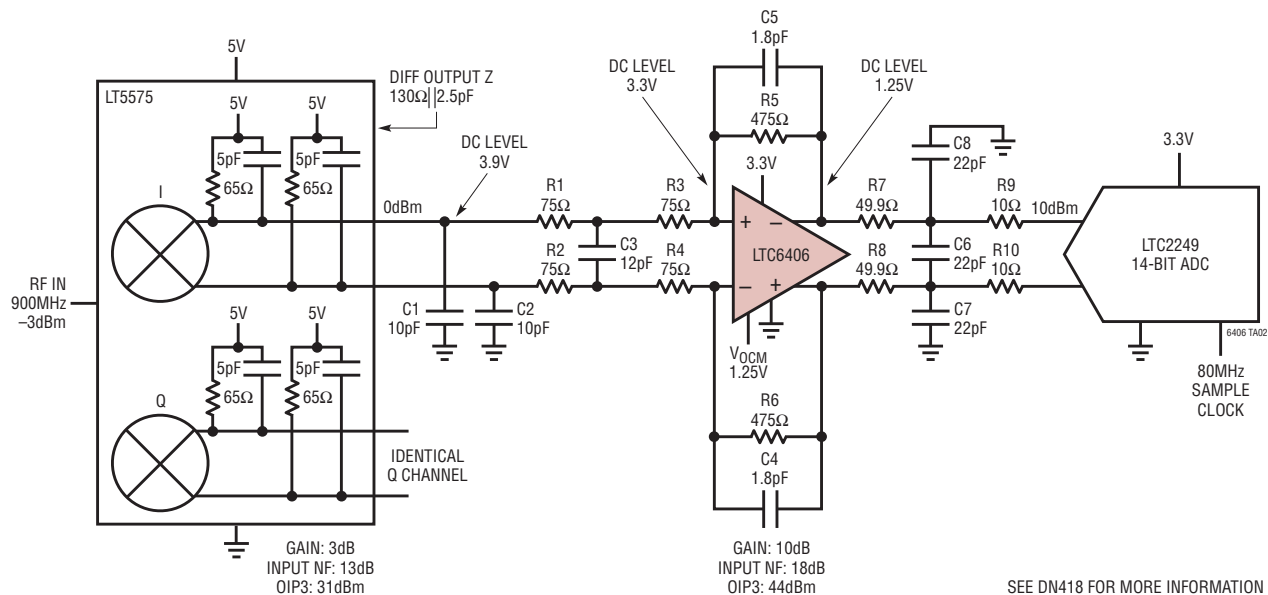 5V
LT5575
5V
5V
5pF
65Ω
5pF
65Ω
I
DIFF OUTPUT Z
130Ω||2.5pF
DC LEVEL
3.9V
0dBm
RF IN
900MHz
–3dBm
5V
5V
5pF
65Ω
5pF
65Ω
Q
IDENTICAL
Q CHANNEL
GAIN: 3dB
INPUT NF: 13dB
OIP3: 31dBm
C1
10pF
C2
10pF
R1
75Ω
R2
75Ω
C3
12pF
R3
75Ω
R4
75Ω
DC LEVEL
3.3V
C5
1.8pF
R5
475Ω
DC LEVEL
1.25V
3.3V
+ –
LTC6406
– +
VOCM
1.25V
R6
475Ω
C4
1.8pF
GAIN: 10dB
INPUT NF: 18dB
OIP3: 44dBm
R7
49.9Ω
R8
49.9Ω
C8
22pF
C6
22pF
C7
22pF
R9
10Ω
R10
10Ω
10dBm
3.3V
LTC2249
14-BIT ADC
6406 TA02
80MHz
SAMPLE
CLOCK
SEE DN418 FOR MORE INFORMATION